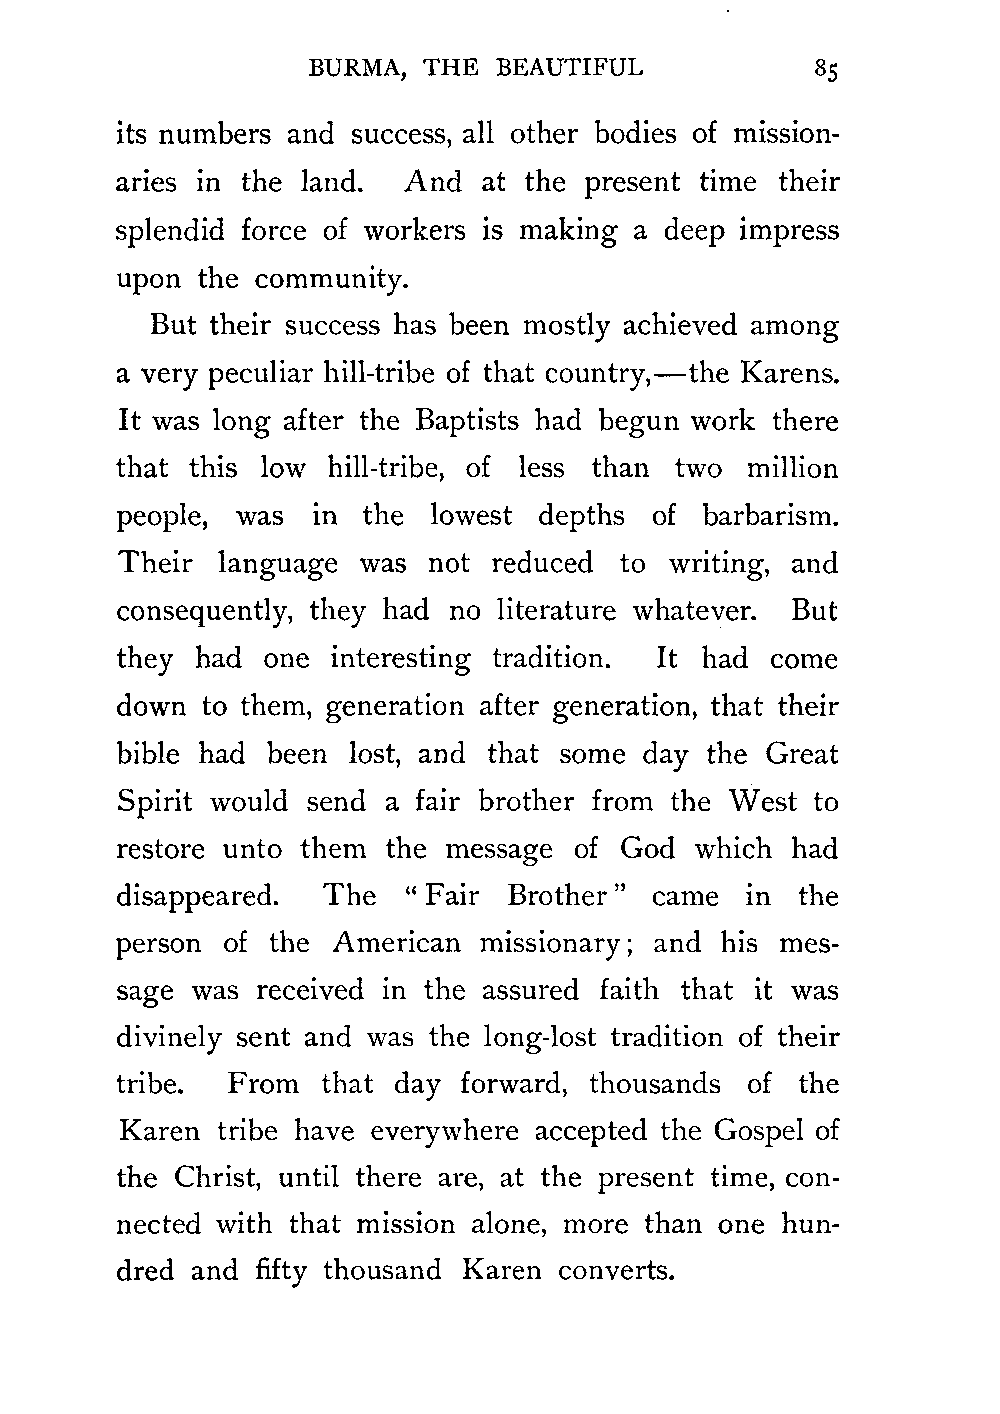 BURMA, THE BEAUTIFUL 85
its numbers and success, all other bodies of mission-
aries in the land. And at the present time their
splendid force of workers is making a deep impress
upon the community.
But their success has been mostly achieved among
a very peculiar hill-tribe of that country,—the Karens.
It was long after the Baptists had begun work there
that this low hill-tribe, of less than two million
people, was in the lowest depths of barbarism.
Their language was not reduced to writing, and
consequently, they had no literature whatever. But
they had one interesting tradition. It had come
down to them, generation after generation, that their
bible had been lost, and that some day the Great
Spirit would send a fair brother from the West to
restore unto them the message of God which had
disappeared. The “ Fair Brother ” came in the
person of the American missionary ; and his mes-
sage was received in the assured faith that it was
divinely sent and was the long-lost tradition of their
tribe. From that day forward, thousands of the
Karen tribe have everywhere accepted the Gospel of
the Christ, until there are, at the present time, con-
nected with that mission alone, more than one hun-
dred and fifty thousand Karen converts.